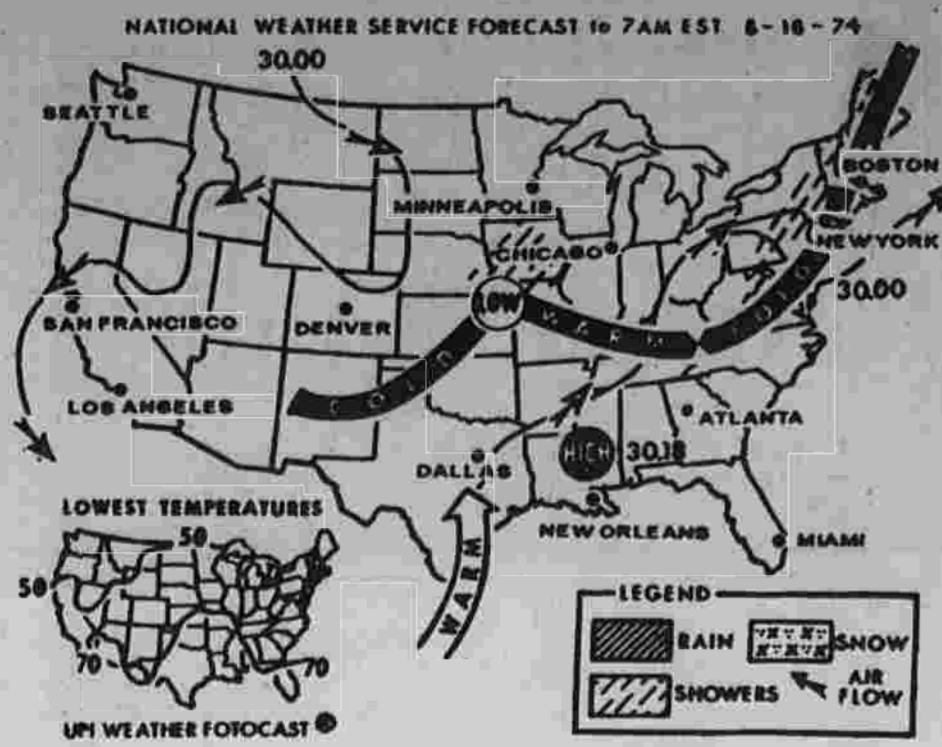 NATIONAL WEATHER SERVICE FORECAST to 7AM EST 8-16-74
30.00
SEATTLE
BOSTON
MINNEAPOLIS
NEW YORK
CHICAGO
30.00
LOW
SAN FRANCISCO
DENVER
WARM
COLD
COLD
LOS ANGELES
ATLANTA
HIGH 30.18
DALLAS
NEW ORLEANS
MIAMI
WARM
LOWEST TEMPERATURES
50
50
70
70
LEGEND
RAIN
SNOW
SHOWERS
AIR
FLOW
UPI WEATHER FOTOCAST